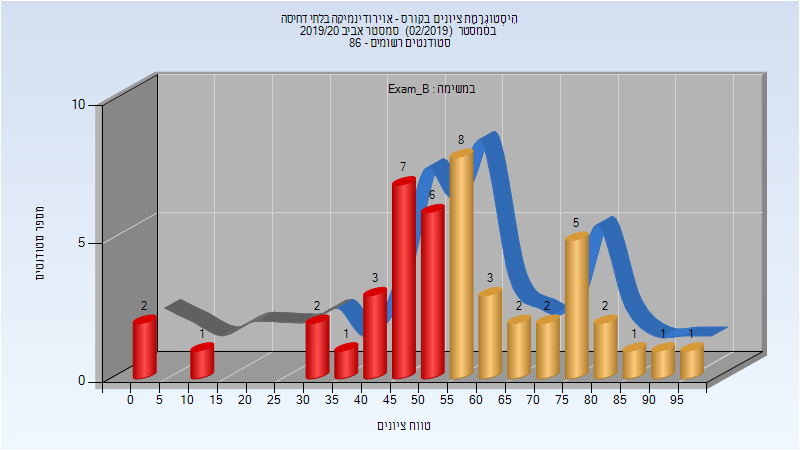 היסטוגרמת ציונים בקורס - אוירודינמיקה בלתי דחיסה
בסמסטר (02/2019) סמסטר אביב 2019/20
סטודנטים רשומים - 86
במשימה : Exam_B
מספר סטודנטים
10
5
0
2
1
2
1
3
7
6
8
3
2
2
5
2
1
1
1
0 5 10 15 20 25 30 35 40 45 50 55 60 65 70 75 80 85 90 95
טווח ציונים